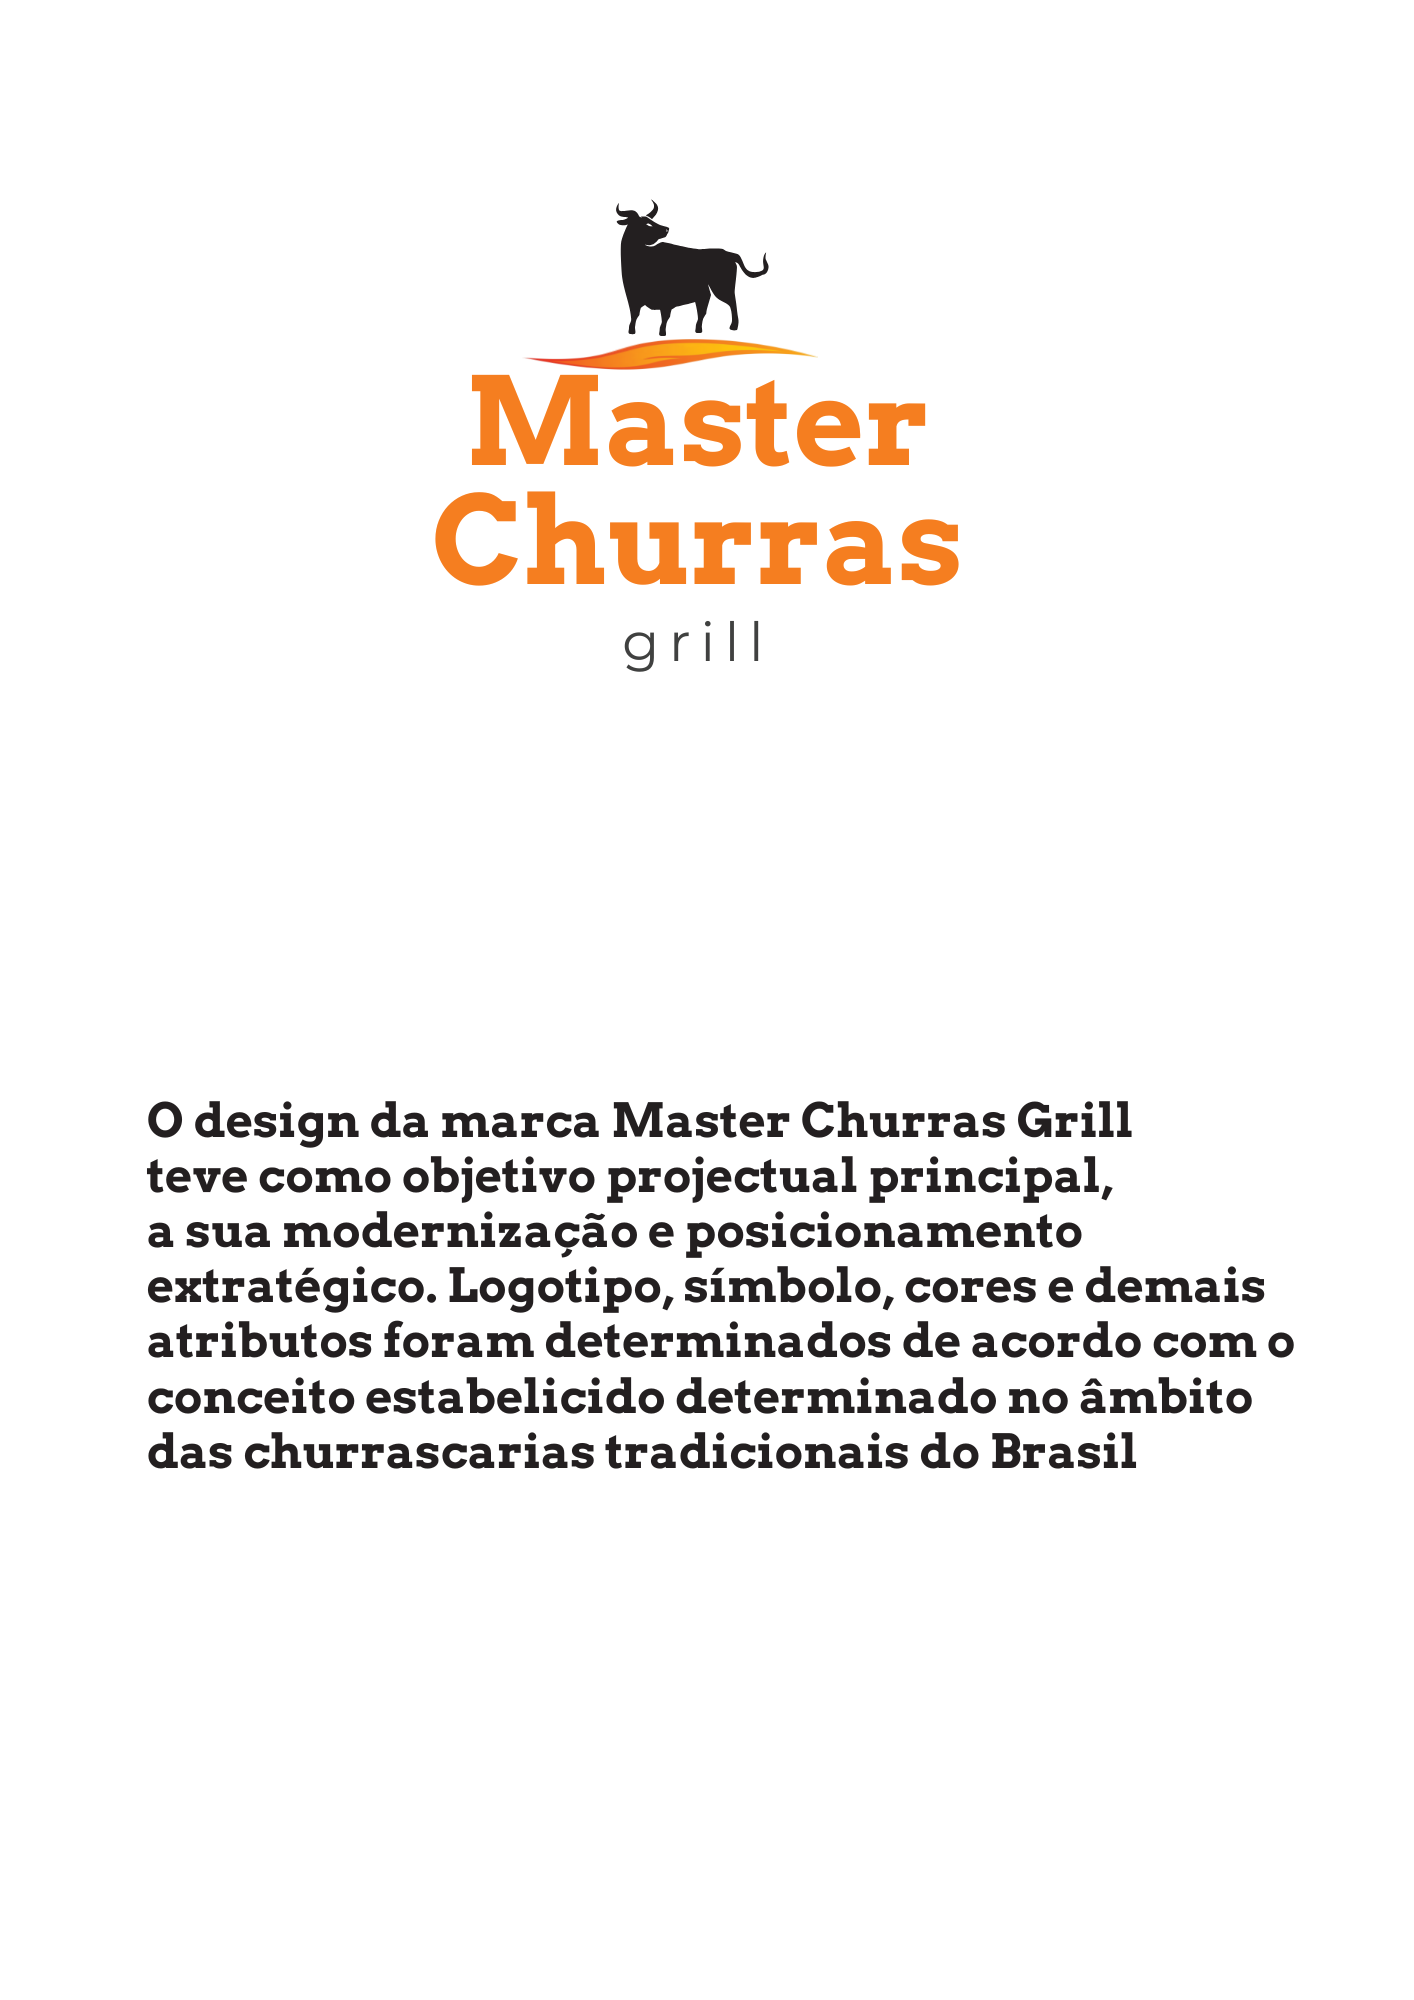 Master
Churras
grill
O design da marca Master Churras Grill
teve como objetivo projectual principal,
a sua modernização e posicionamento
extratégico. Logotipo, símbolo, cores e demais
atributos foram determinados de acordo com o
conceito estabelicido determinado no âmbito
das churrascarias tradicionais do Brasil